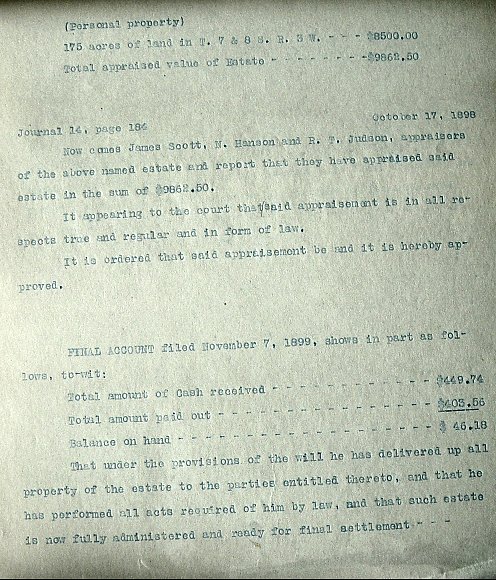 (Personal property)
175 acres of land in T. 7 & 8 S. R. 3 W. - - - $8500.00
Total appraised value of Estate - - - - - - - -$9862.50
October 17, 1898
Journal 14, page 184
Now comes James Scott, N. Hanson and R. T. Judson, appraisers
of the above named estate and report that they have appraised said
estate in the sum of $9862.50.
It appearing to the court that/said appraisement is in all re-
spects true and regular and in form of law.
It is ordered that said appraisement be and it is hereby ap-
proved.
FINAL ACCOUNT filed November 7, 1899, shows in part as fol-
lows, to-wit:
Total amount of Cash received - - - - - - - - - - - - $449.74
Total amount paid out - - - - - - - - - - - - - - - - $403.56
Balance on hand - - - - - - - - - - - - - - - - - - - $ 46.18
That under the provisions of the will he has delivered up all
property of the estate to the parties entitled thereto, and that he
has performed all acts required of him by law, and that such estate
is now fully administered and ready for final settlement - - -